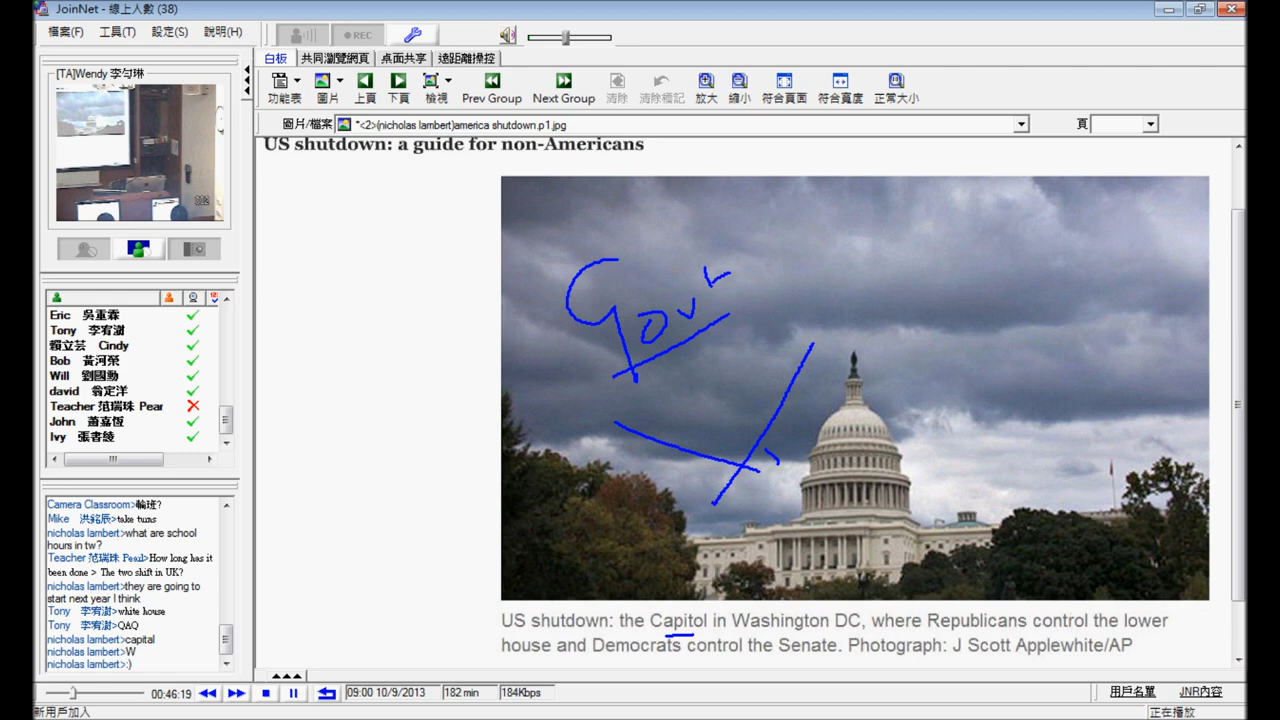 JoinNet - 線上人數 (38)
檔案(F) 工具(T) 設定(S) 說明(H)
REC
白板 共同瀏覽網頁 桌面共享 遠距離操控
功能表 圖片 上頁 下頁 檢視 Prev Group Next Group 清除 清除標記 放大 縮小 符合頁面 符合寬度 正常大小
圖片/檔案 *<2>(nicholas lambert)america shutdown.p1.jpg 頁
[TA]Wendy 李勻琳
US shutdown: a guide for non-Americans
Govt
Eric 吳重霖
Tony 李宥澍
賴立芸 Cindy
Bob 黃河榮
Will 劉國勳
david 翁定洋
Teacher 范瑞珠 Pear
John 蕭嘉恆
Ivy 張書綾
Camera Classroom>輪班?
Mike 洪銘辰>take turns
nicholas lambert>what are school
hours in tw?
Teacher 范瑞珠 Pearl>How long has it
been done > The two shift in UK?
nicholas lambert>they are going to
start next year I think
Tony 李宥澍>white house
Tony 李宥澍>QAQ
nicholas lambert>capital
nicholas lambert>W
nicholas lambert>:)
US shutdown: the Capitol in Washington DC, where Republicans control the lower
house and Democrats control the Senate. Photograph: J Scott Applewhite/AP
00:46:19 09:00 10/9/2013 182 min 184Kbps 用戶名單 JNR內容
新用戶加入 正在播放